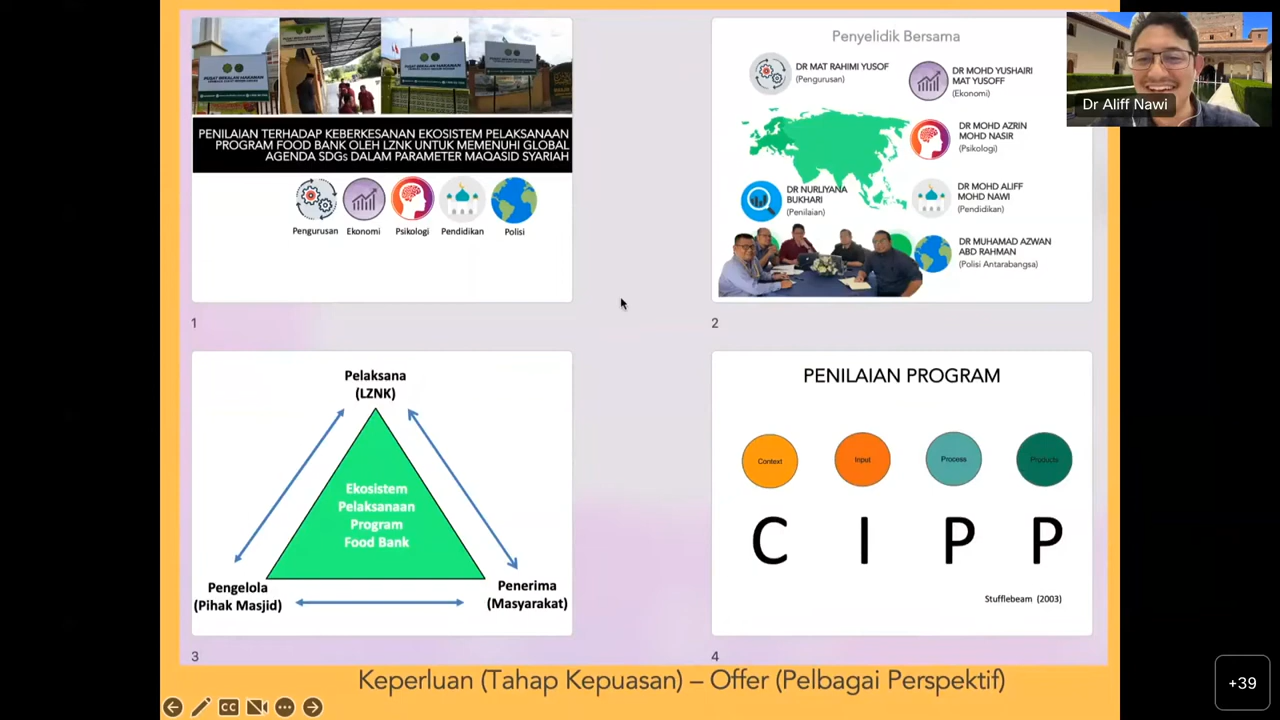 PENILAIAN TERHADAP KEBERKESANAN EKOSISTEM PELAKSANAAN
PROGRAM FOOD BANK OLEH LZNK UNTUK MEMENUHI GLOBAL
AGENDA SDGs DALAM PARAMETER MAQASID SYARIAH
Pengurusan
Ekonomi
Psikologi
Pendidikan
Polisi
1
Penyelidik Bersama
DR MAT RAHIMI YUSOF
(Pengurusan)
DR MOHD YUSHAIRI
MAT YUSOFF
(Ekonomi)
DR MOHD AZRIN
MOHD NASIR
(Psikologi)
DR NURLIYANA
BUKHARI
(Penilaian)
DR MOHD ALIFF
MOHD NAWI
(Pendidikan)
DR MUHAMAD AZWAN
ABD RAHMAN
(Polisi Antarabangsa)
2
Dr Aliff Nawi
Pelaksana
(LZNK)
Ekosistem
Pelaksanaan
Program
Food Bank
Pengelola
(Pihak Masjid)
Penerima
(Masyarakat)
3
PENILAIAN PROGRAM
Context
Input
Process
Products
C I P P
Stufflebeam (2003)
4
Keperluan (Tahap Kepuasan) – Offer (Pelbagai Perspektif)
CC
+39